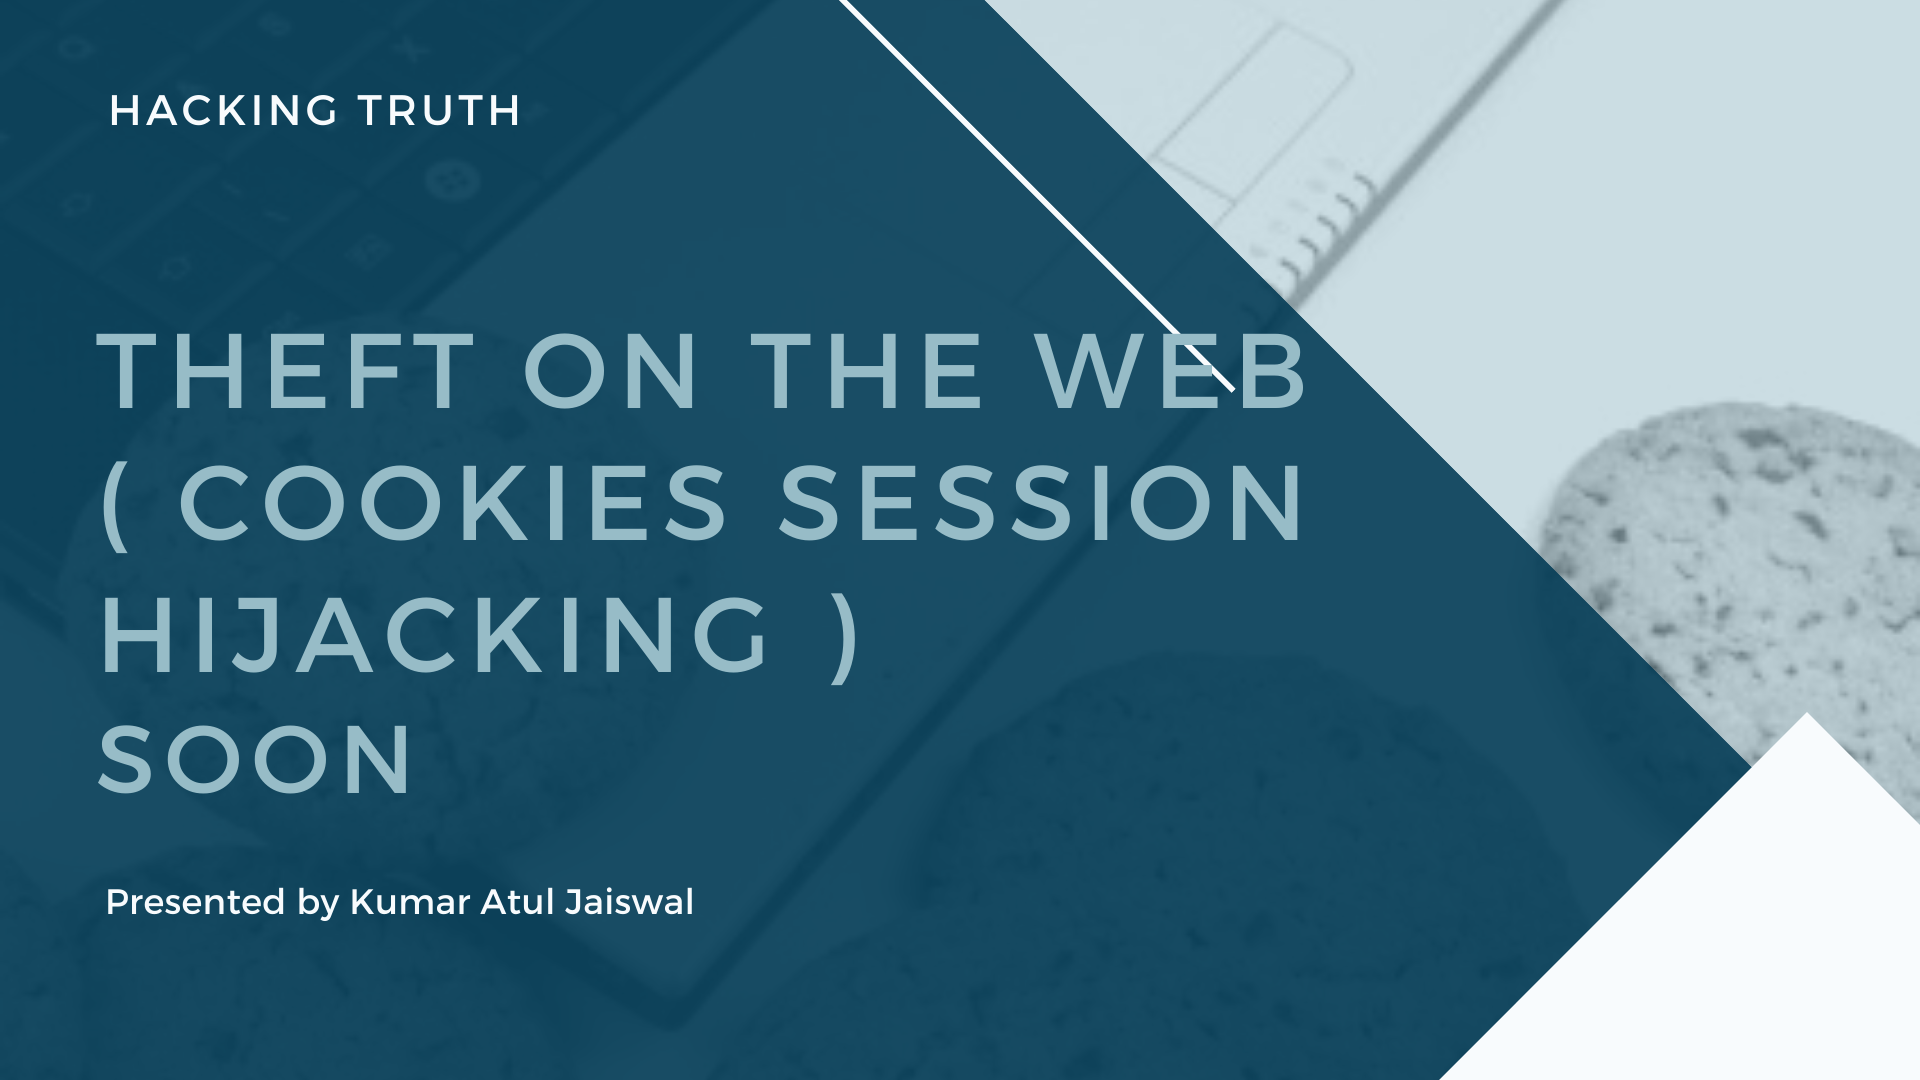 HACKING TRUTH
THEFT ON THE WEB
( COOKIES SESSION
HIJACKING )
SOON
Presented by Kumar Atul Jaiswal